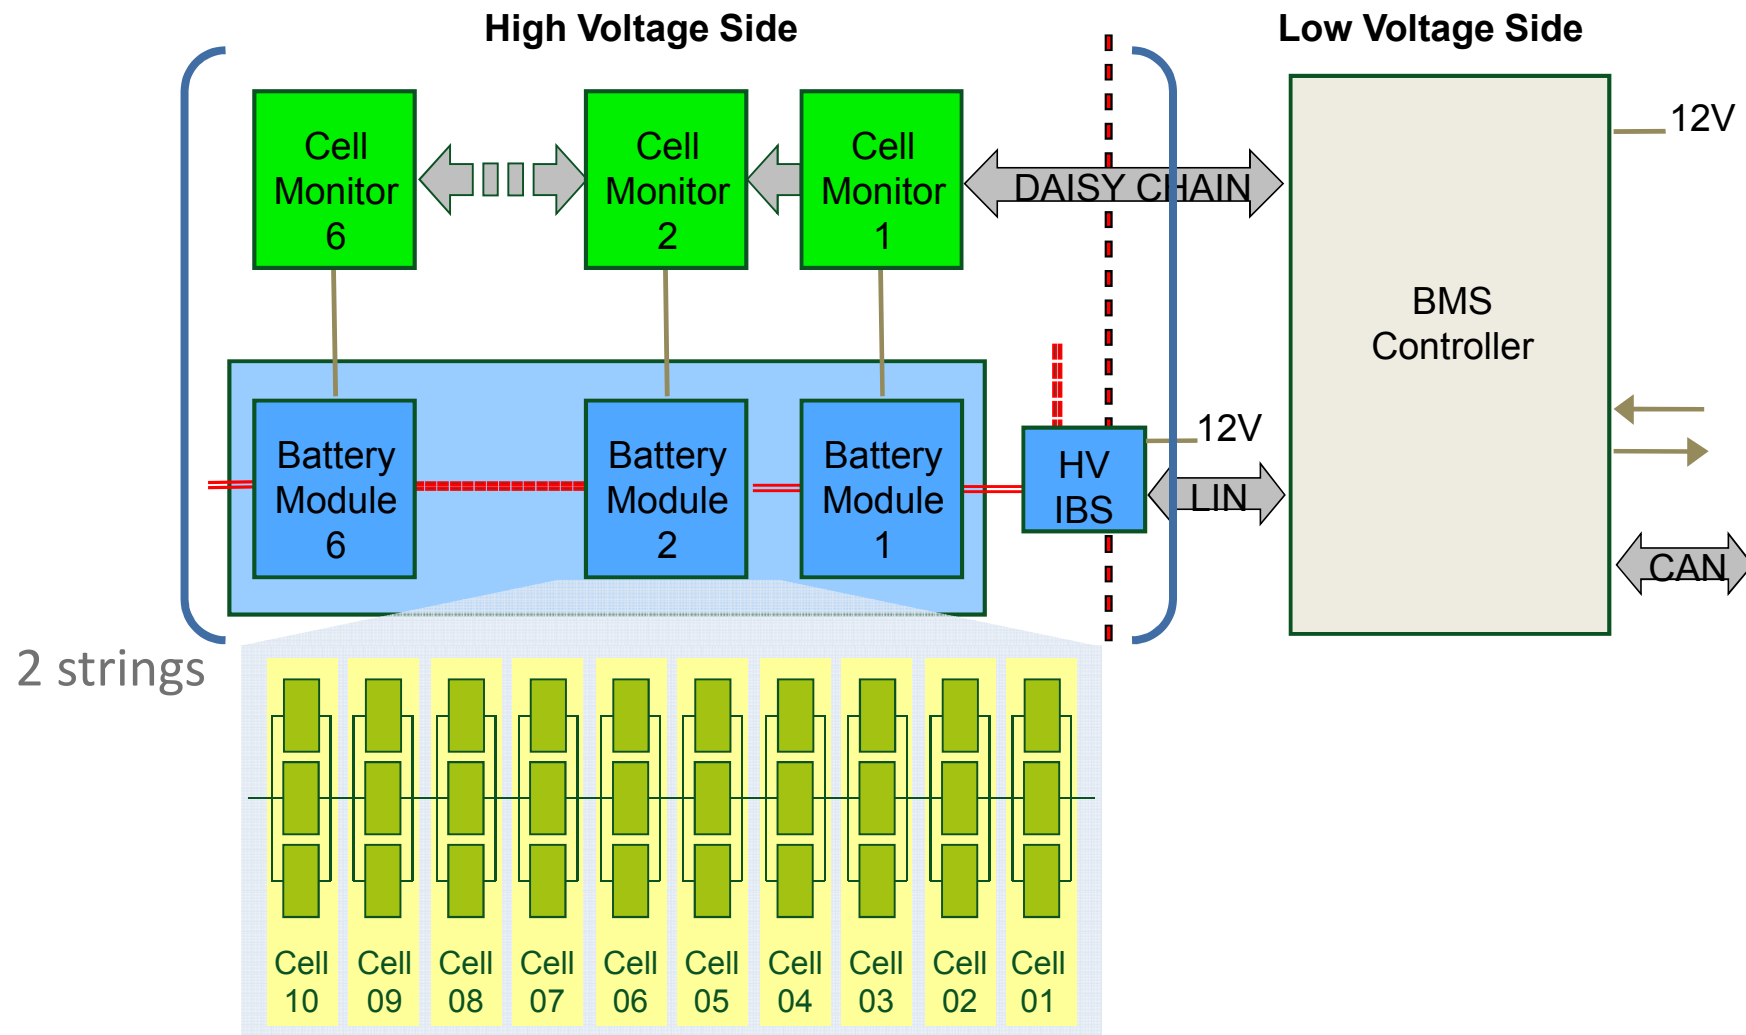 High Voltage Side
Low Voltage Side
Cell
Monitor
6
Cell
Monitor
2
Cell
Monitor
1
DAISY CHAIN
12V
BMS
Controller
Battery
Module
6
Battery
Module
2
Battery
Module
1
HV
IBS
12V
LIN
CAN
2 strings
Cell
10
Cell
09
Cell
08
Cell
07
Cell
06
Cell
05
Cell
04
Cell
03
Cell
02
Cell
01